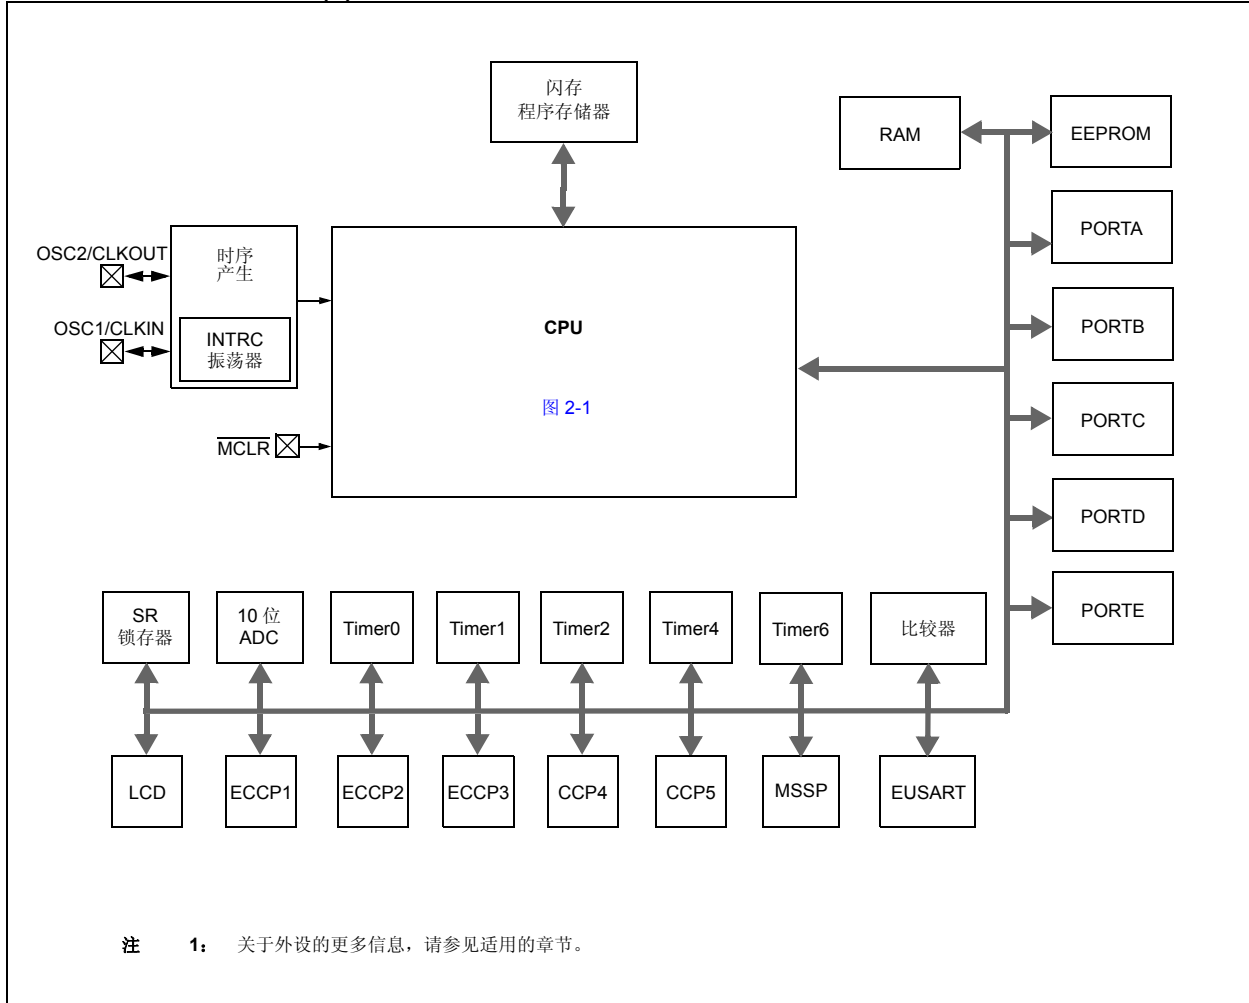 闪存
程序存储器
RAM
EEPROM
PORTA
OSC2/CLKOUT
时序
产生
OSC1/CLKIN
INTRC
振荡器
CPU
PORTB
图 2-1
PORTC
MCLR
PORTD
SR
锁存器
10 位
ADC
Timer0
Timer1
Timer2
Timer4
Timer6
比较器
PORTE
LCD
ECCP1
ECCP2
ECCP3
CCP4
CCP5
MSSP
EUSART
注 1： 关于外设的更多信息，请参见适用的章节。